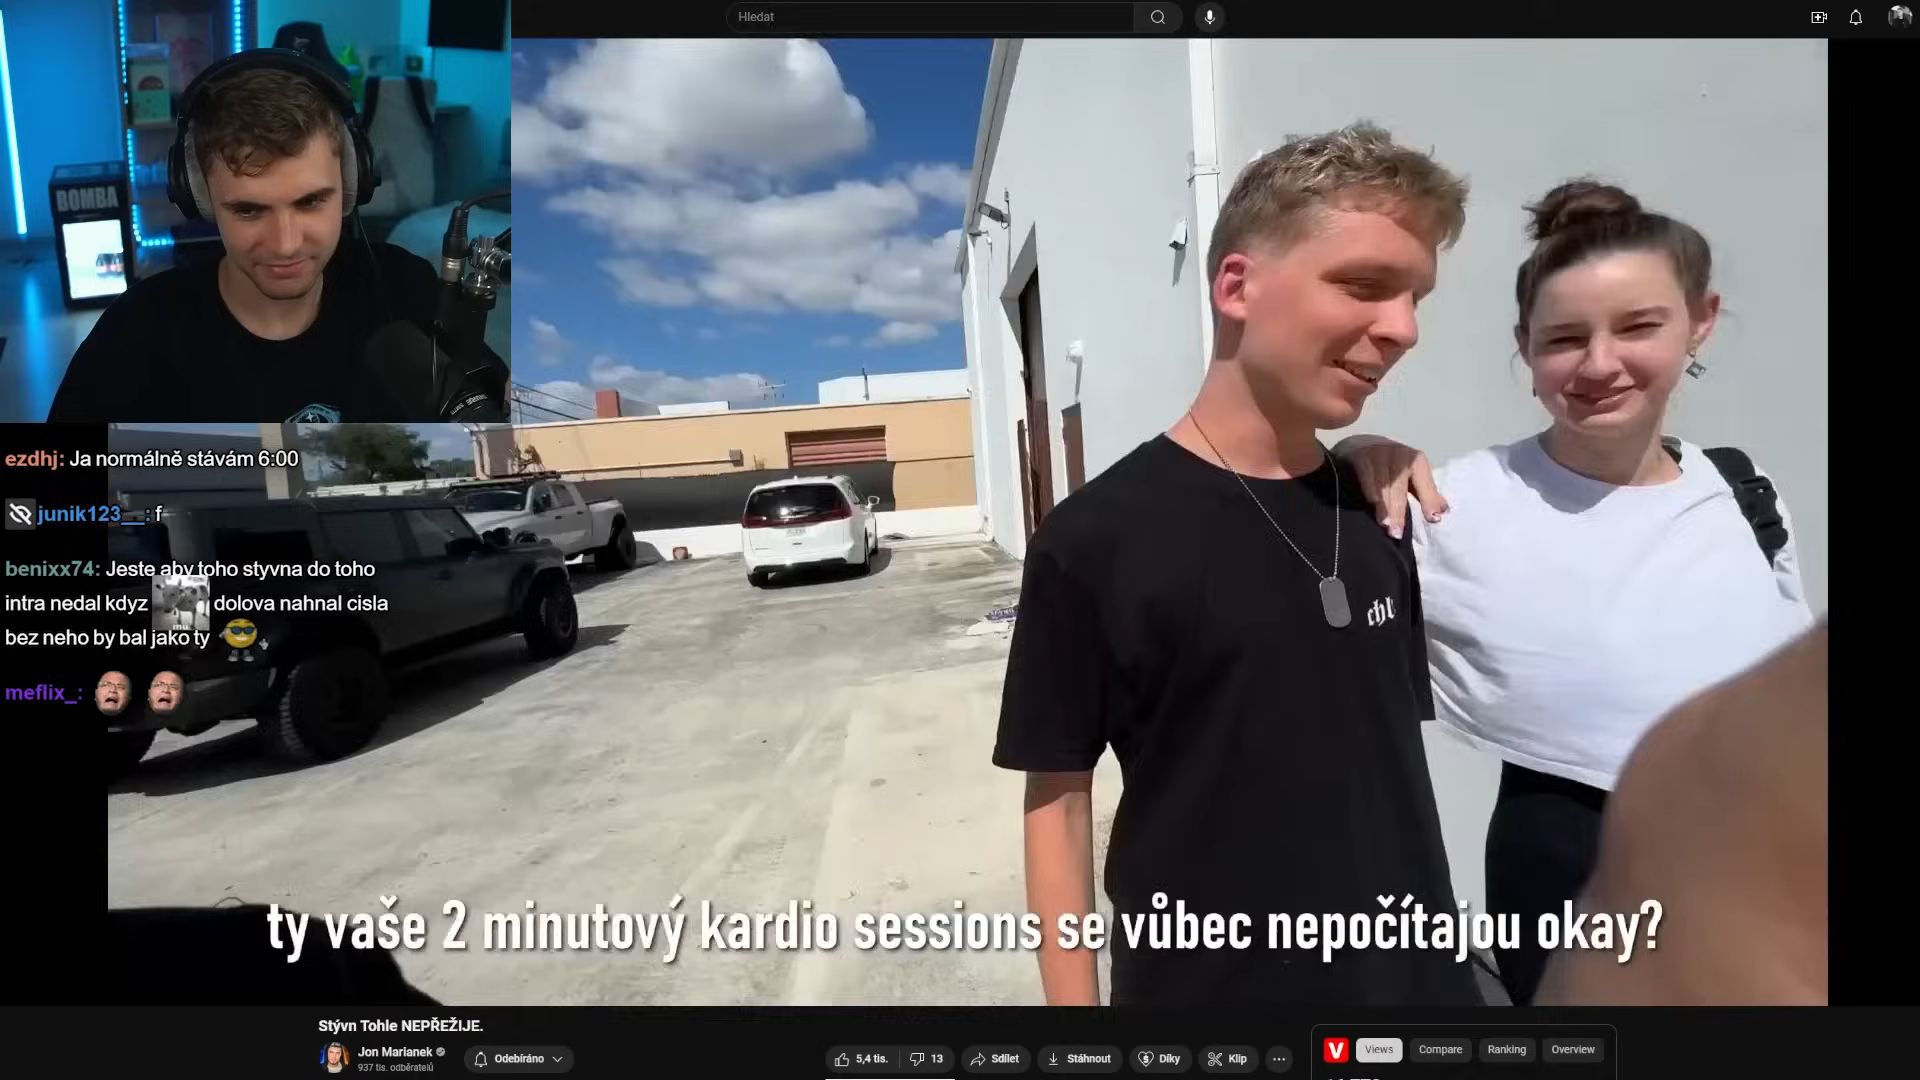 Hledat
BOMBA
ezdhj: Ja normálně stávám 6:00
junik123__: f
benixx74: Jeste aby toho styvna do toho
intra nedal kdyz mu dolova nahnal cisla
bez neho by bal jako ty
meflix_:
ty vaše 2 minutový kardio sessions se vůbec nepočítajou okay?
Stývn Tohle NEPŘEŽIJE.
Jon Marianek
937 tis. odběratelů
Odebíráno
5,4 tis.
13
Sdílet
Stáhnout
Díky
Klip
V
Views
Compare
Ranking
Overview